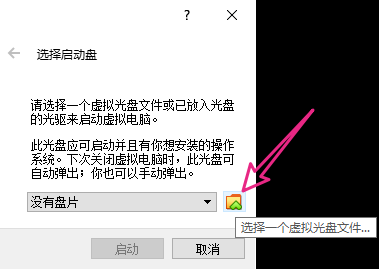 ?
选择启动盘
请选择一个虚拟光盘文件或已放入光盘
的光驱来启动虚拟电脑。
此光盘应可启动并且有你想安装的操作
系统。下次关闭虚拟电脑时，此光盘可
自动弹出；你也可以手动弹出。
没有盘片
选择一个虚拟光盘文件...
启动 取消